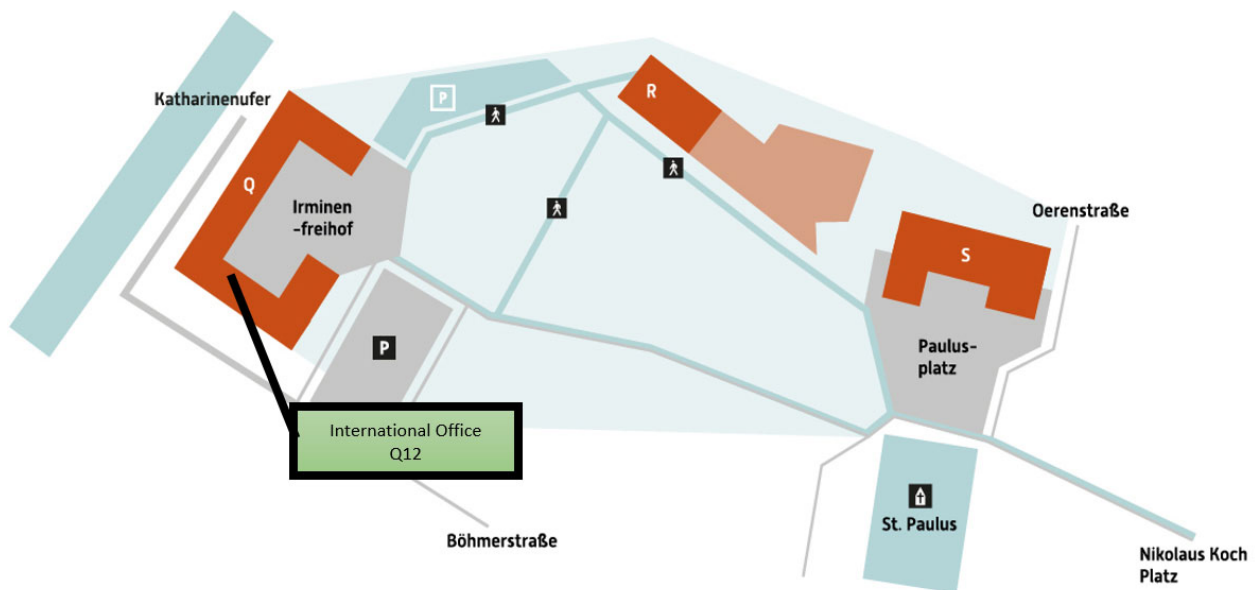 Katharinenufer
P
R
Q
Irminen
-freihof
Oerenstraße
S
P
Paulus-
platz
International Office
Q12
St. Paulus
Böhmerstraße
Nikolaus Koch
Platz